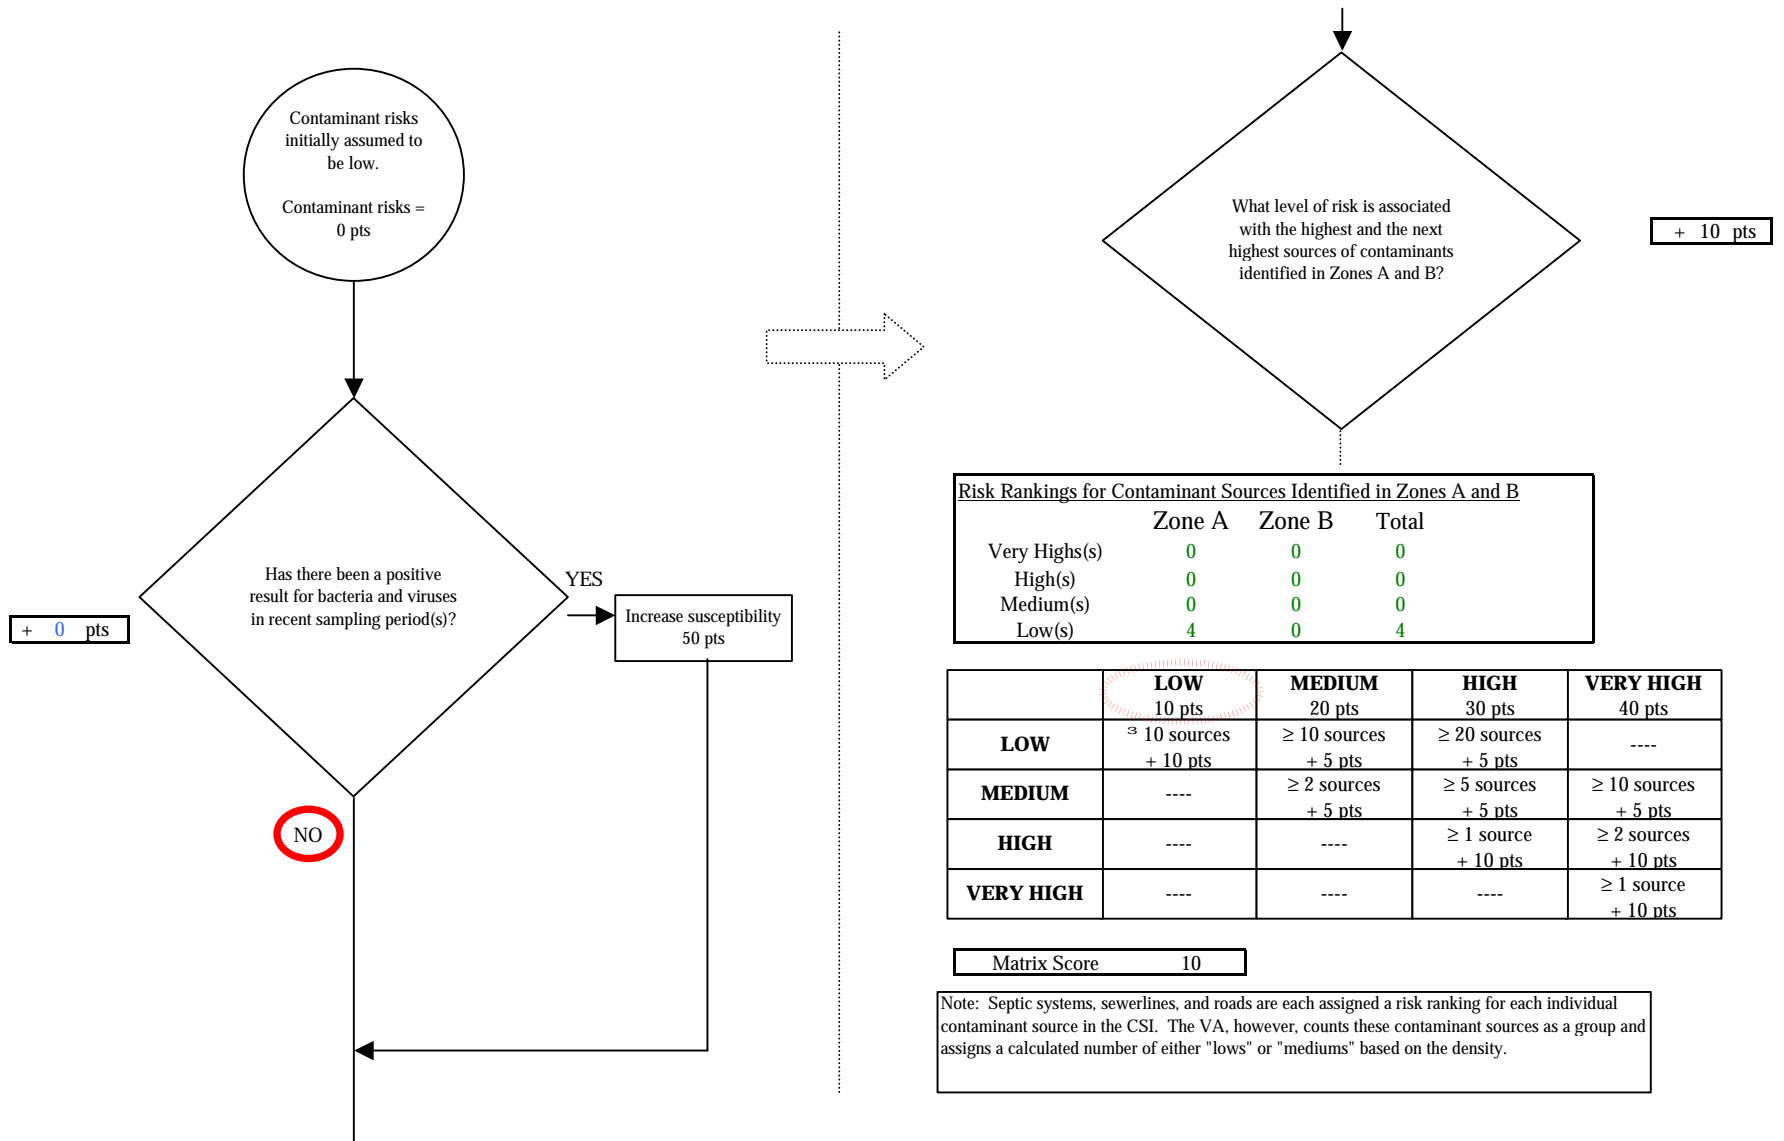 Contaminant risks
initially assumed to
be low.
Contaminant risks =
0 pts
Has there been a positive
result for bacteria and viruses
in recent sampling period(s)?
+ 0 pts
YES
Increase susceptibility
50 pts
NO
What level of risk is associated
with the highest and the next
highest sources of contaminants
identified in Zones A and B?
+ 10 pts
Risk Rankings for Contaminant Sources Identified in Zones A and B
Zone A Zone B Total
Very Highs(s) 0 0 0
High(s) 0 0 0
Medium(s) 0 0 0
Low(s) 4 0 4
LOW MEDIUM HIGH VERY HIGH
10 pts 20 pts 30 pts 40 pts
LOW ³ 10 sources ≥ 10 sources ≥ 20 sources ----
+ 10 pts + 5 pts + 5 pts
MEDIUM ---- ≥ 2 sources ≥ 5 sources ≥ 10 sources
+ 5 pts + 5 pts + 5 pts
HIGH ---- ---- ≥ 1 source ≥ 2 sources
+ 10 pts + 10 pts
VERY HIGH ---- ---- ---- ≥ 1 source
+ 10 pts
Matrix Score 10
Note: Septic systems, sewerlines, and roads are each assigned a risk ranking for each individual
contaminant source in the CSI. The VA, however, counts these contaminant sources as a group and
assigns a calculated number of either "lows" or "mediums" based on the density.